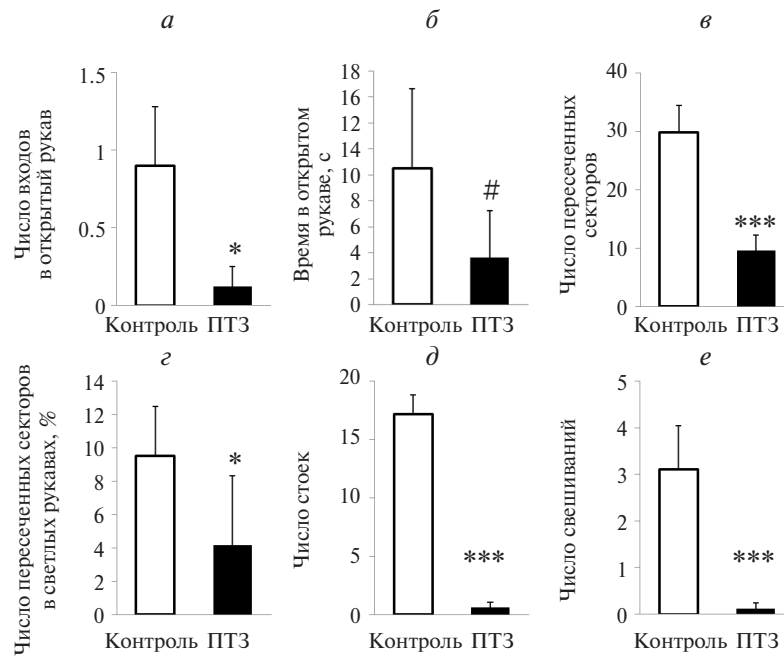 а
Число входов
в открытый рукав
1.5
1
0.5
0
*
Контроль ПТЗ
б
Время в открытом
рукаве, с
18
16
14
10
8
6
4
2
0
#
Контроль ПТЗ
в
Число пересеченных
секторов
40
30
20
10
0
***
Контроль ПТЗ
г
Число пересеченных секторов
в светлых рукавах, %
14
12
10
8
6
4
2
0
*
Контроль ПТЗ
д
Число стоек
20
15
10
5
0
***
Контроль ПТЗ
е
Число свешиваний
5
4
3
2
1
0
***
Контроль ПТЗ